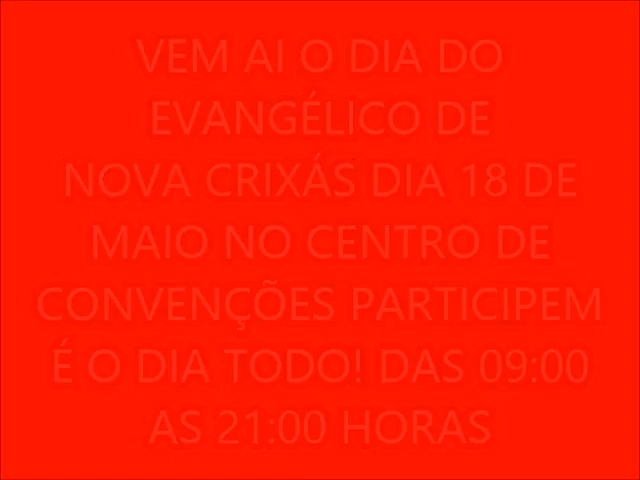 VEM AI O DIA DO
EVANGÉLICO DE
NOVA CRIXÁS DIA 18 DE
MAIO NO CENTRO DE
CONVENÇÕES PARTICIPEM
É O DIA TODO! DAS 09:00
AS 21:00 HORAS